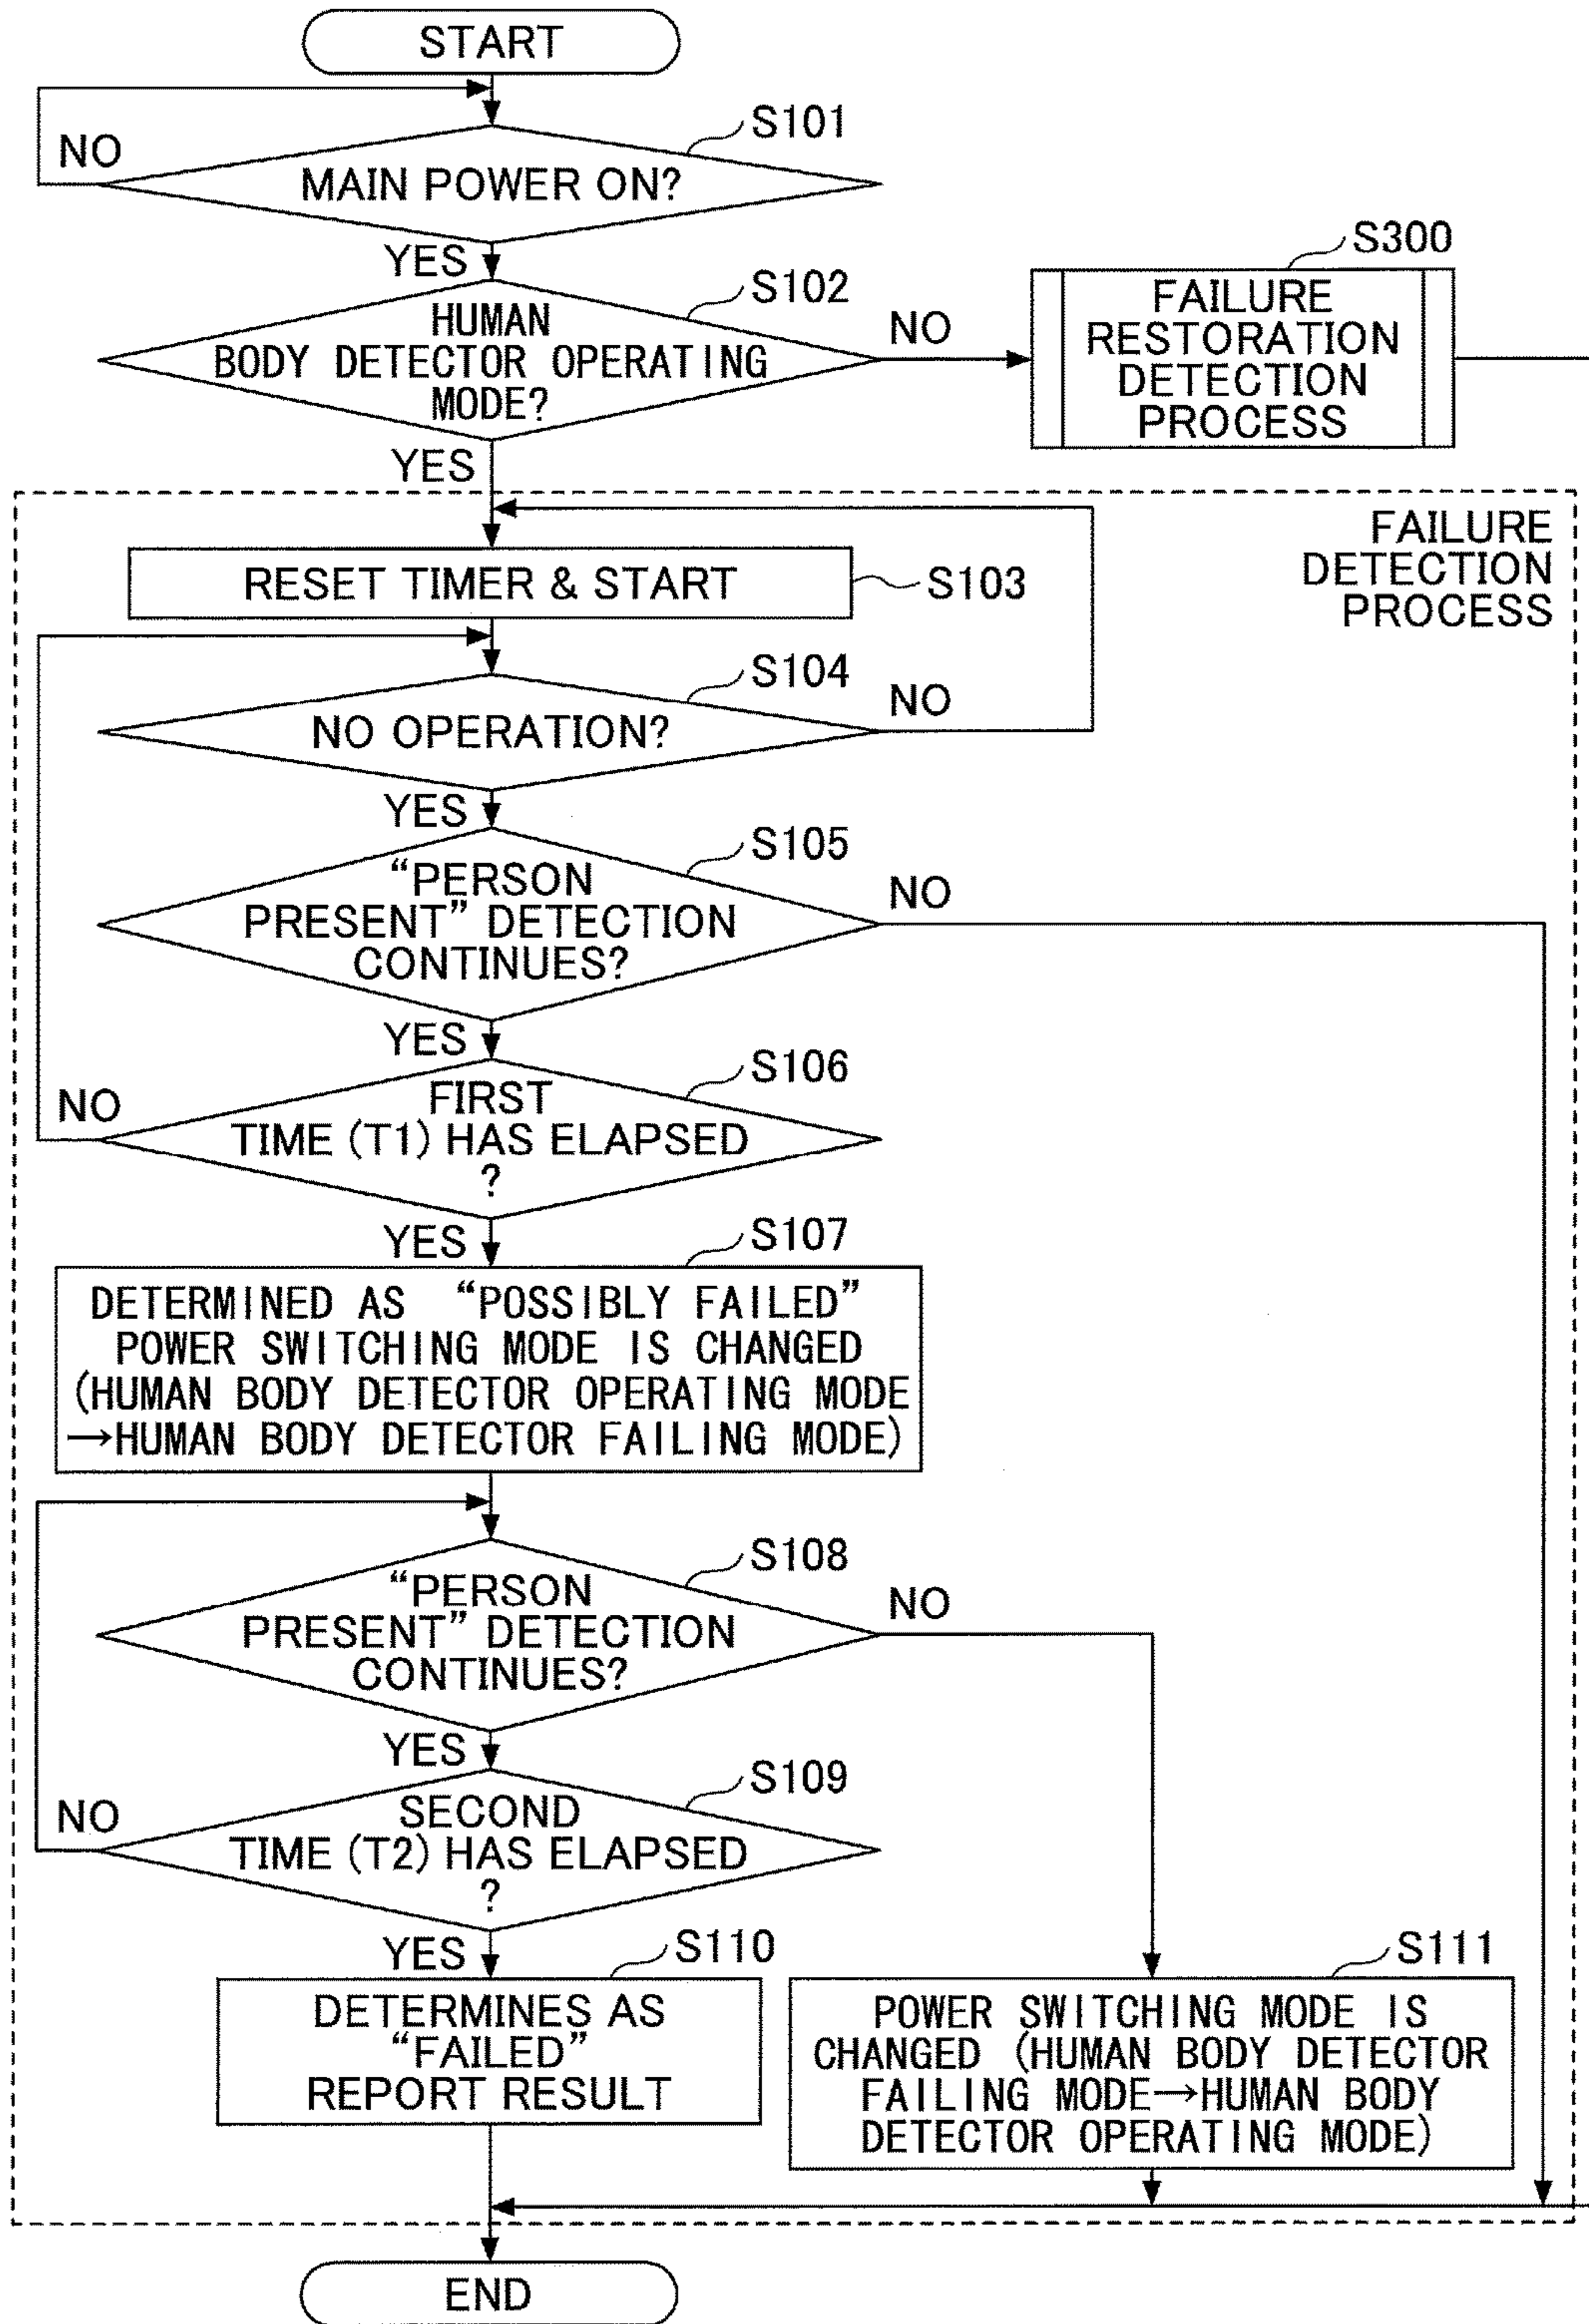 START
S101
NO
MAIN POWER ON?
YES
S102
S300
HUMAN
BODY DETECTOR OPERATING
MODE?
NO
FAILURE
RESTORATION
DETECTION
PROCESS
YES
FAILURE
DETECTION
PROCESS
RESET TIMER & START
S103
S104
NO OPERATION?
NO
YES
S105
“PERSON
PRESENT” DETECTION
CONTINUES?
NO
YES
S106
NO
FIRST
TIME (T1) HAS ELAPSED
?
YES
S107
DETERMINED AS “POSSIBLY FAILED”
POWER SWITCHING MODE IS CHANGED
(HUMAN BODY DETECTOR OPERATING MODE
→HUMAN BODY DETECTOR FAILING MODE)
S108
“PERSON
PRESENT” DETECTION
CONTINUES?
NO
YES
S109
NO
SECOND
TIME (T2) HAS ELAPSED
?
YES
S110
DETERMINES AS
“FAILED”
REPORT RESULT
S111
POWER SWITCHING MODE IS
CHANGED (HUMAN BODY DETECTOR
FAILING MODE→HUMAN BODY
DETECTOR OPERATING MODE)
END